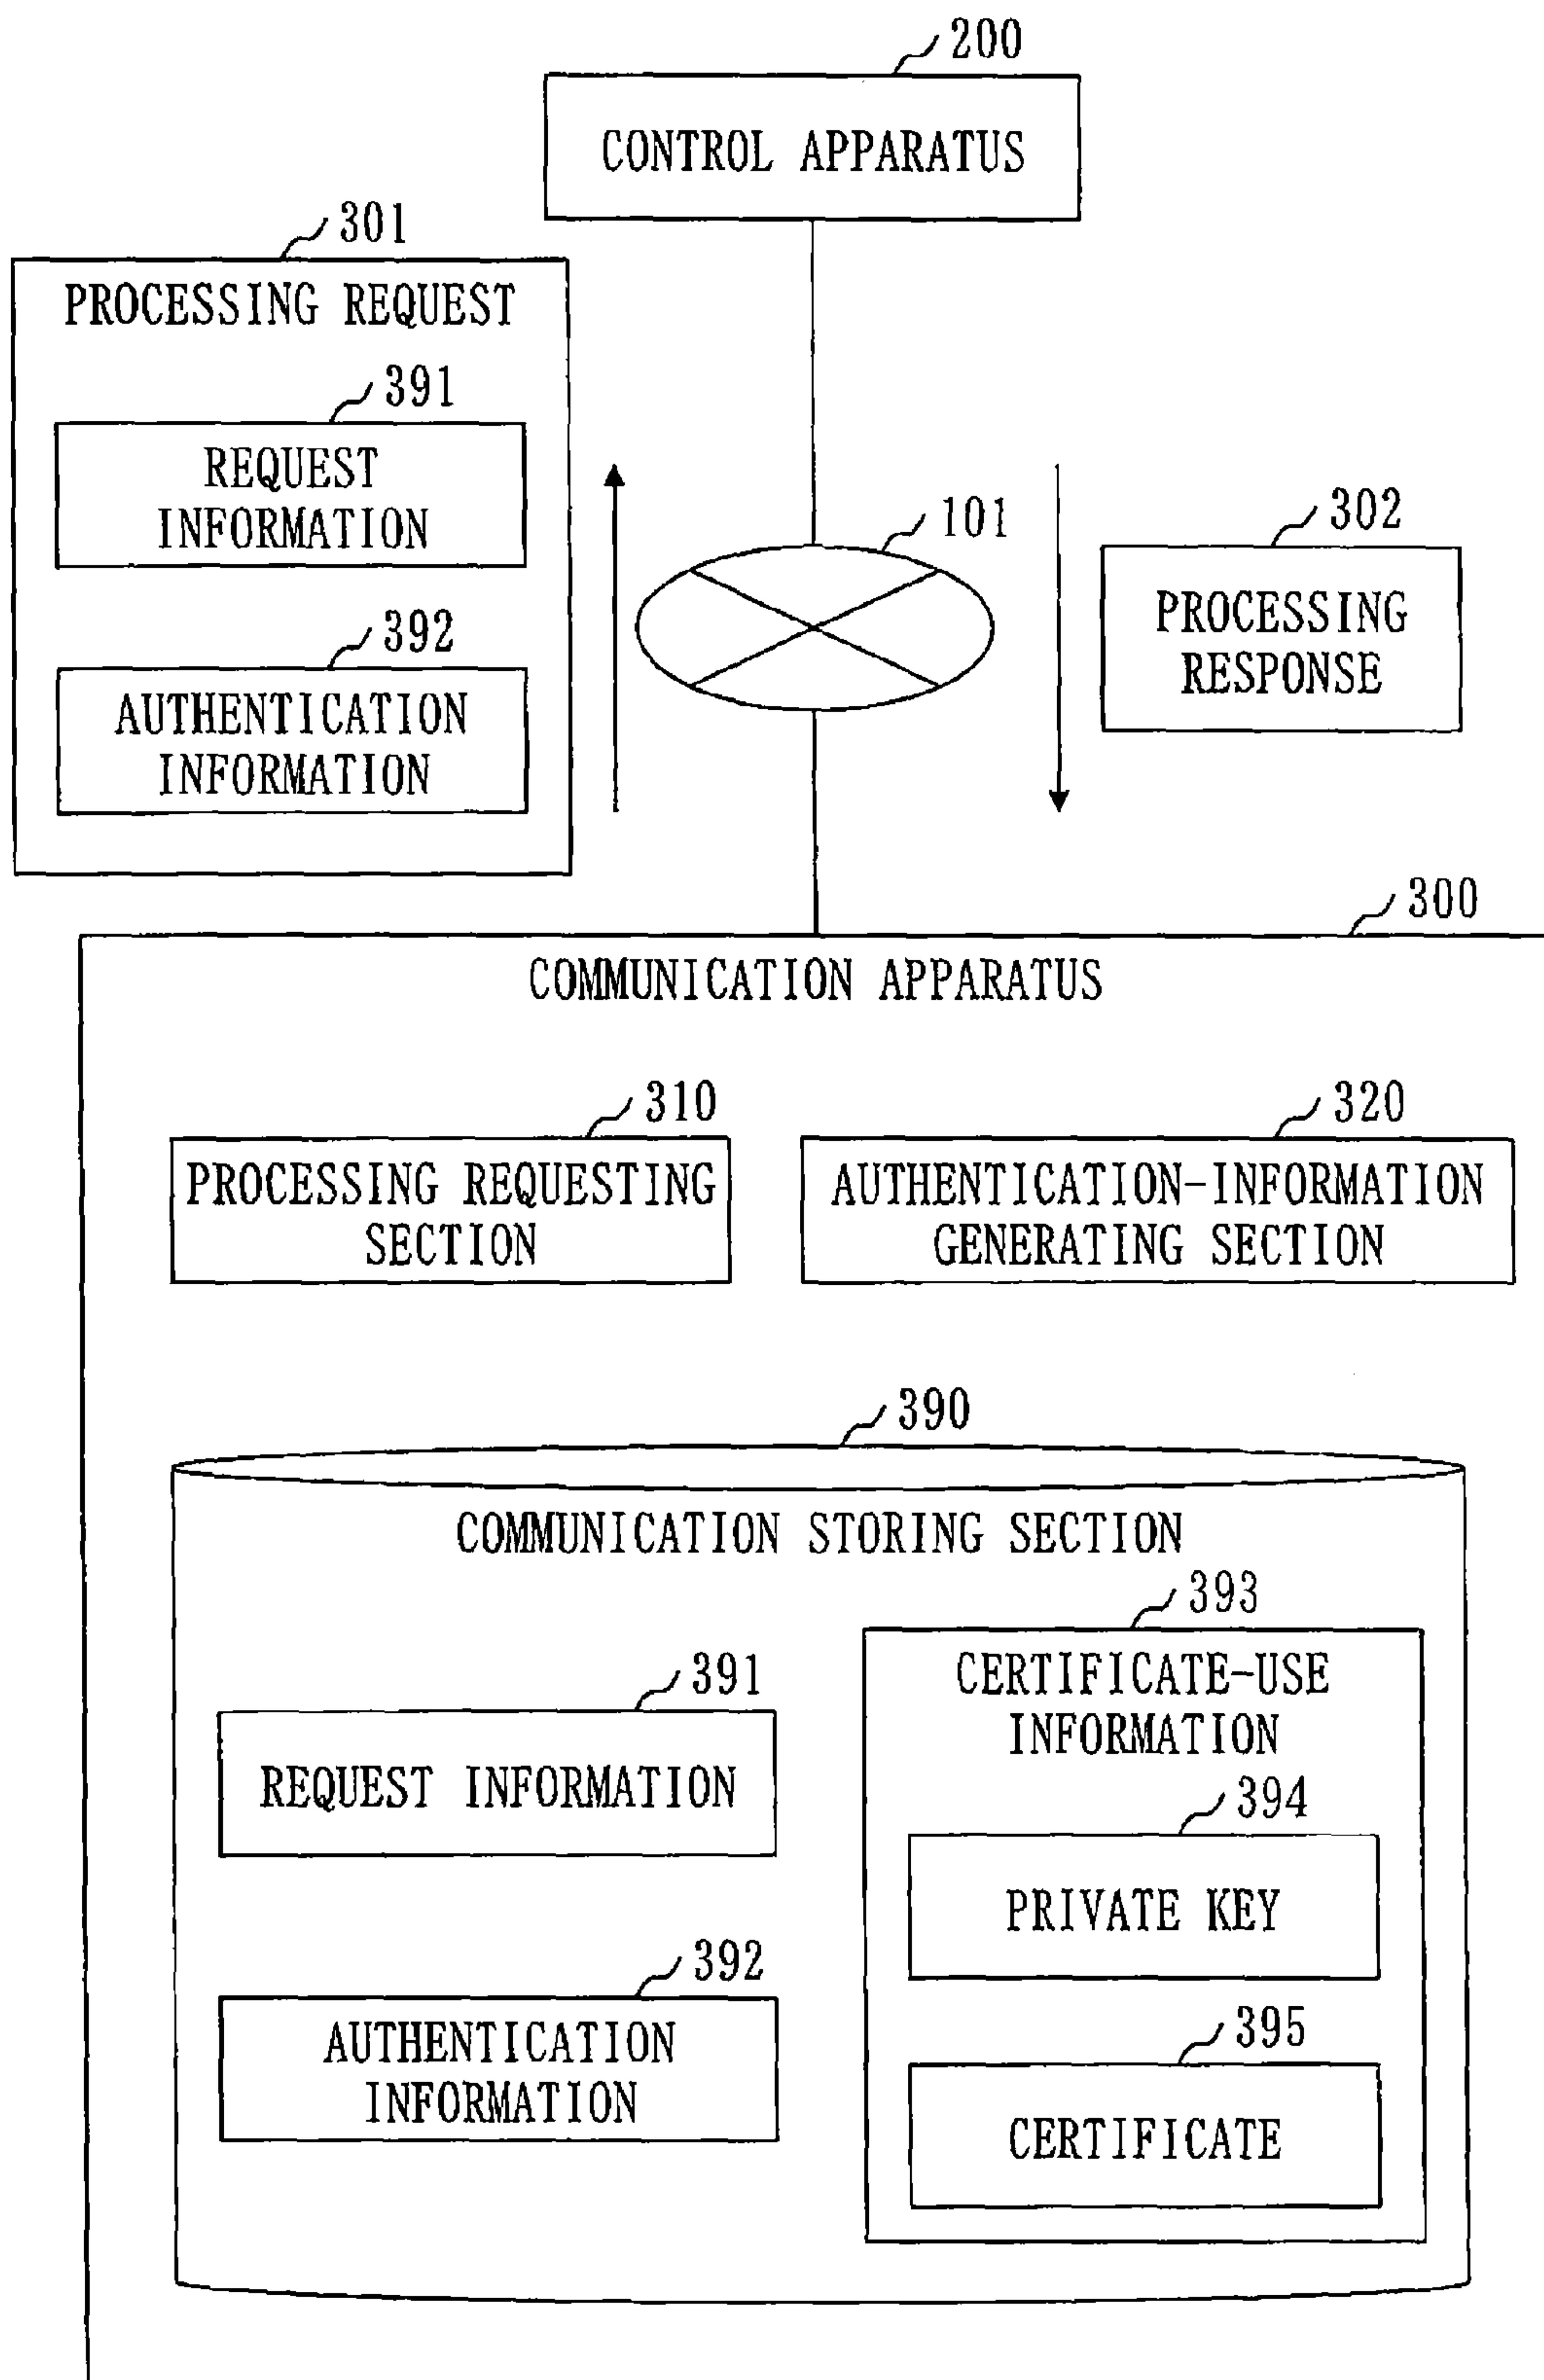 200
CONTROL APPARATUS
301
PROCESSING REQUEST
391
REQUEST
INFORMATION
392
AUTHENTICATION
INFORMATION
101
302
PROCESSING
RESPONSE
300
COMMUNICATION APPARATUS
310
PROCESSING REQUESTING
SECTION
320
AUTHENTICATION-INFORMATION
GENERATING SECTION
390
COMMUNICATION STORING SECTION
391
REQUEST INFORMATION
392
AUTHENTICATION
INFORMATION
393
CERTIFICATE-USE
INFORMATION
394
PRIVATE KEY
395
CERTIFICATE